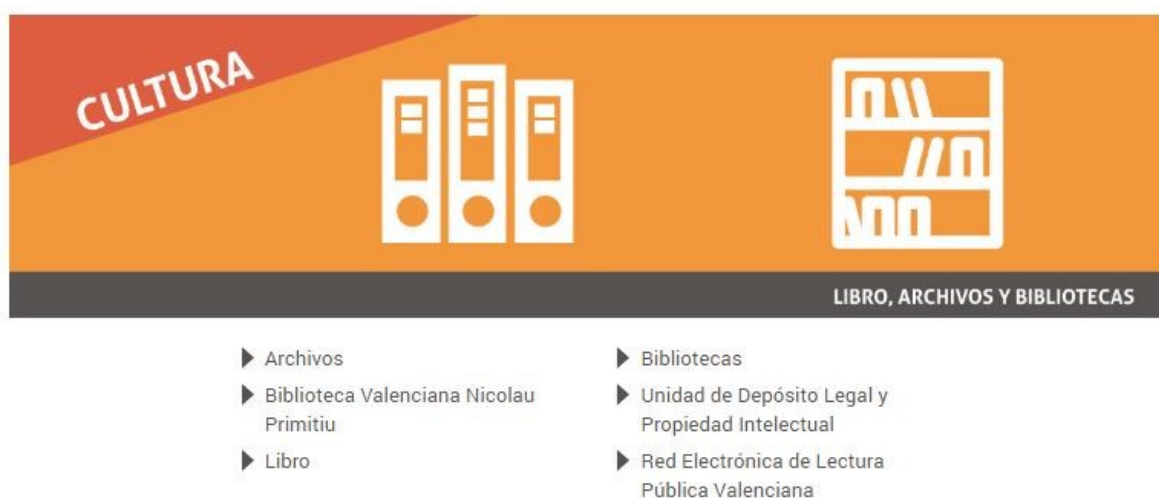 CULTURA
LIBRO, ARCHIVOS Y BIBLIOTECAS
Archivos
Biblioteca Valenciana Nicolau
Primitiu
Libro
Bibliotecas
Unidad de Depósito Legal y
Propiedad Intelectual
Red Electrónica de Lectura
Pública Valenciana